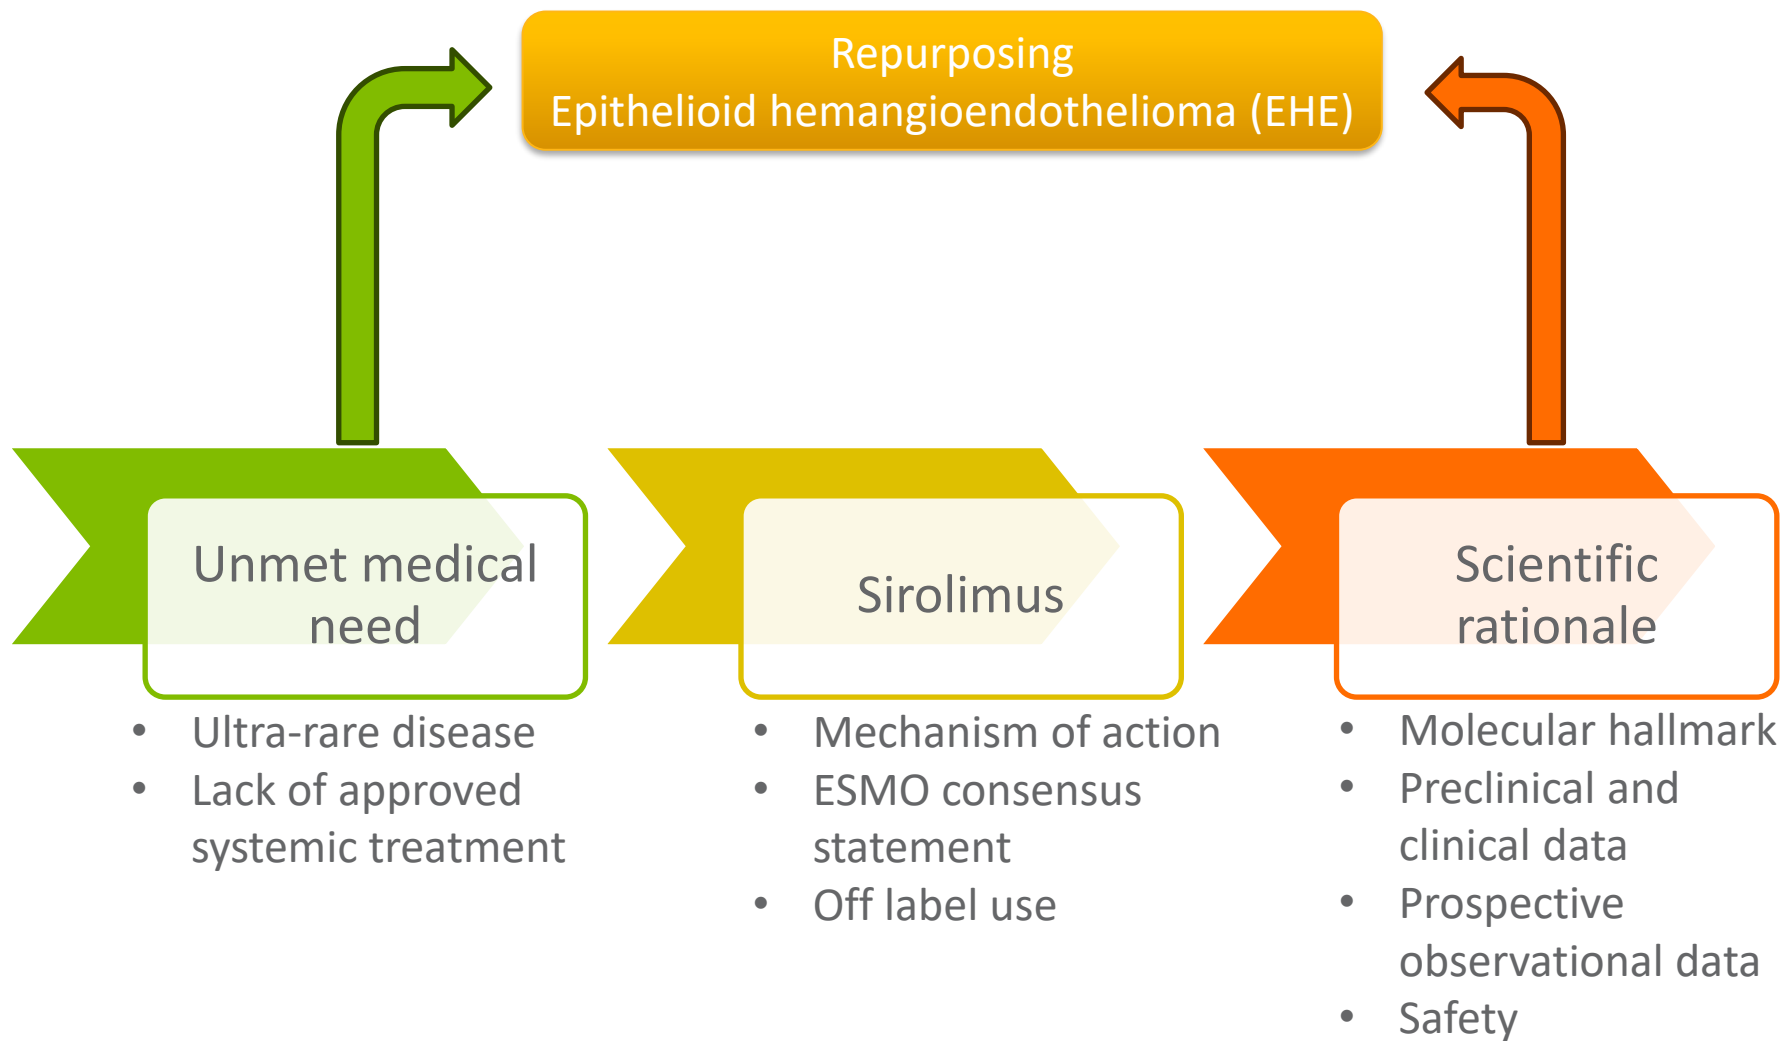 Repurposing
Epithelioid hemangioendothelioma (EHE)
Unmet medical
need
• Ultra-rare disease
• Lack of approved
systemic treatment
Sirolimus
• Mechanism of action
• ESMO consensus
statement
• Off label use
Scientific
rationale
• Molecular hallmark
• Preclinical and
clinical data
• Prospective
observational data
• Safety